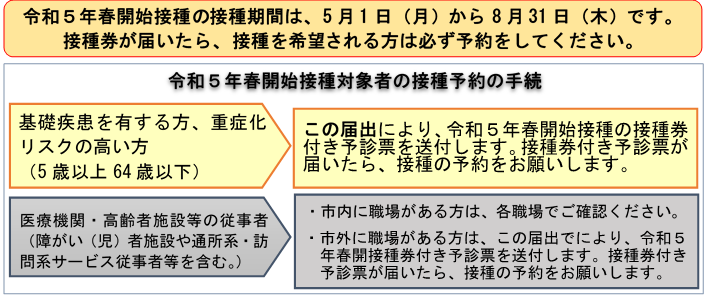 令和５年春開始接種の接種期間は、5月1日（月）から8月31日（木）です。
接種券が届いたら、接種を希望される方は必ず予約をしてください。
令和５年春開始接種対象者の接種予約の手続
基礎疾患を有する方、重症化
リスクの高い方
（5歳以上64歳以下）
この届出により、令和５年春開始接種の接種券
付き予診票を送付します。接種券付き予診票が
届いたら、接種の予約をお願いします。
医療機関・高齢者施設等の従事者
（障がい（児）者施設や通所系・訪
問系サービス従事者等を含む。）
・市内に職場がある方は、各職場でご確認ください。
・市外に職場がある方は、この届出でにより、令和５
年春開接種券付き予診票を送付します。接種券付き
予診票が届いたら、接種の予約をお願いします。